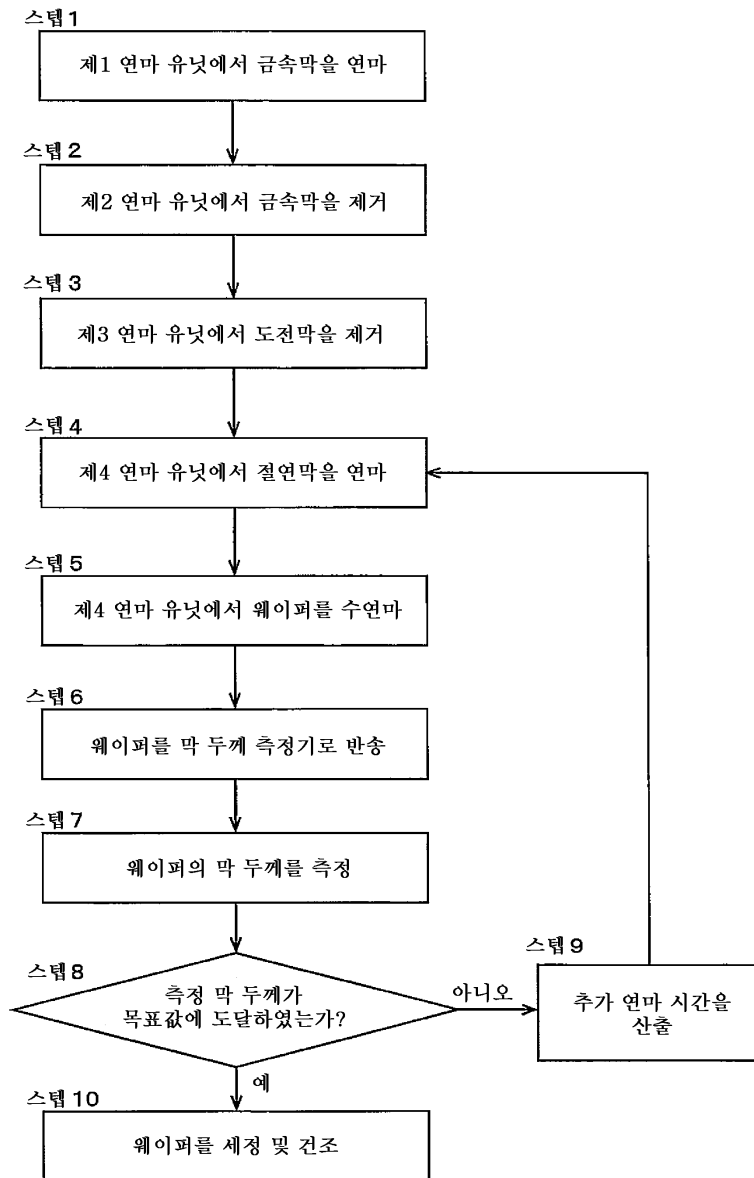 스텝1
제1 연마 유닛에서 금속막을 연마
스텝2
제2 연마 유닛에서 금속막을 제거
스텝3
제3 연마 유닛에서 도전막을 제거
스텝4
제4 연마 유닛에서 절연막을 연마
스텝5
제4 연마 유닛에서 웨이퍼를 수연마
스텝6
웨이퍼를 막 두께 측정기로 반송
스텝7
웨이퍼의 막 두께를 측정
스텝8
측정 막 두께가
목표값에 도달하였는가?
아니오
스텝9
추가 연마 시간을
산출
예
스텝10
웨이퍼를 세정 및 건조